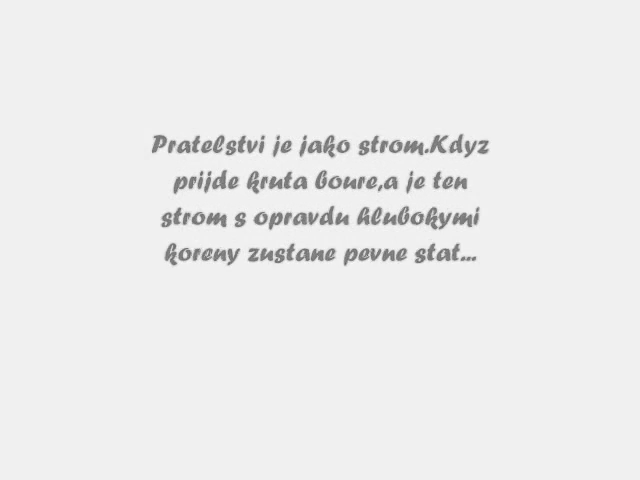 Pratelstvi je jako strom.Kdyz
prijde kruta boure,a je ten
strom s opravdu hlubokymi
koreny zustane pevne stat...